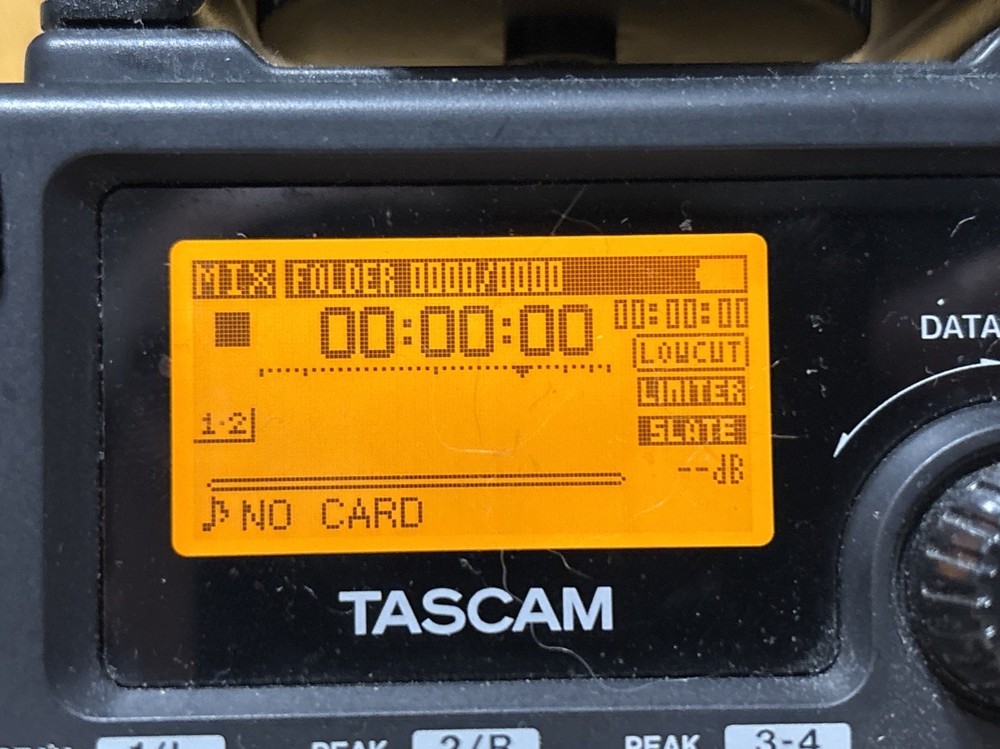 MIX FOLDER 0000/0000
00:00:00 00:00:00
LOWCUT
LIMITER
1-2 SLATE
--dB
NO CARD
TASCAM
DATA
PEAK 2/R PEAK 3-4